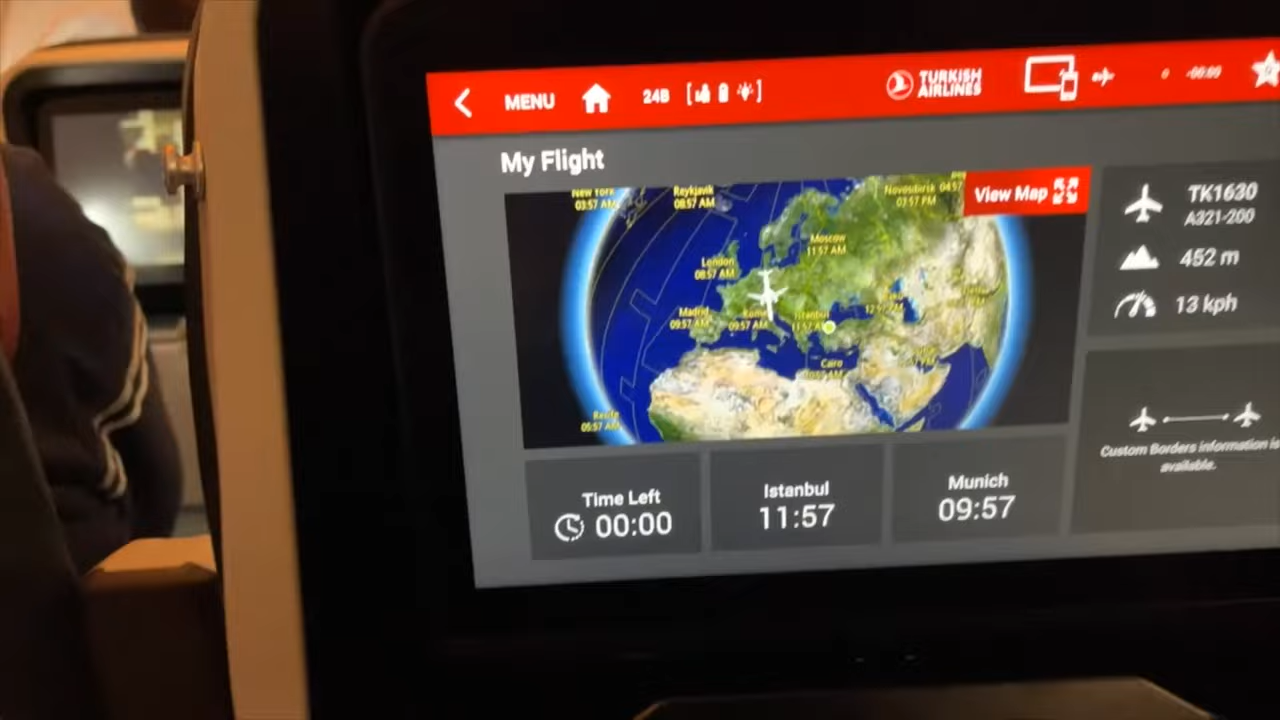 MENU
24B
TURKISH
AIRLINES
My Flight
View Map
New York
03:57 AM
Reykjavik
08:57 AM
Novosibirsk
03:57 PM
04:57
Moscow
11:57 AM
London
08:57 AM
Madrid
09:57 AM
Rome
09:57 AM
Istanbul
11:57 AM
Cairo
Recife
05:57 AM
TK1630
A321-200
452 m
13 kph
Custom Borders information is
available.
Time Left
00:00
Istanbul
11:57
Munich
09:57